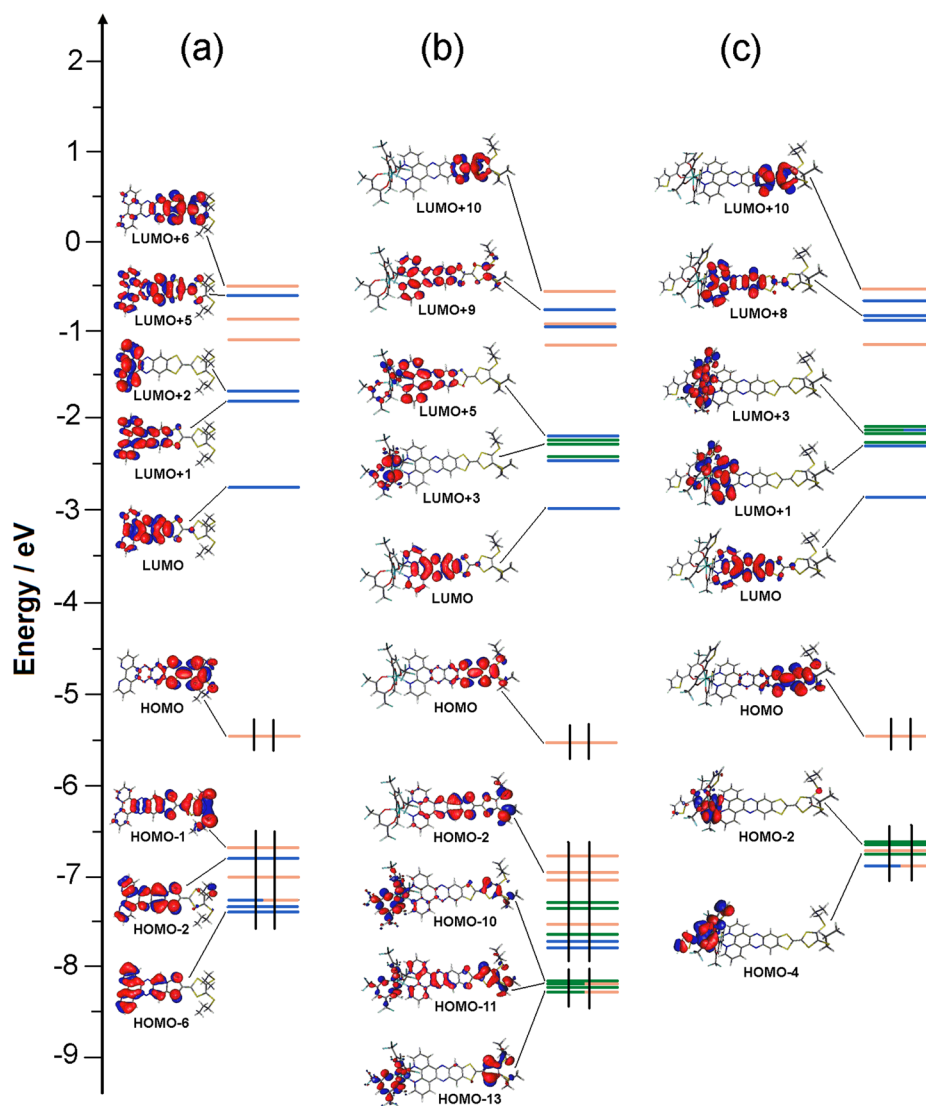 (a)
(b)
(c)
Energy / eV
2
1
0
-1
-2
-3
-4
-5
-6
-7
-8
-9
LUMO+6
LUMO+5
LUMO+2
LUMO+1
LUMO
HOMO
HOMO-1
HOMO-2
HOMO-6
LUMO+10
LUMO+9
LUMO+5
LUMO+3
LUMO
HOMO
HOMO-2
HOMO-10
HOMO-11
HOMO-13
LUMO+10
LUMO+8
LUMO+3
LUMO+1
LUMO
HOMO
HOMO-2
HOMO-4